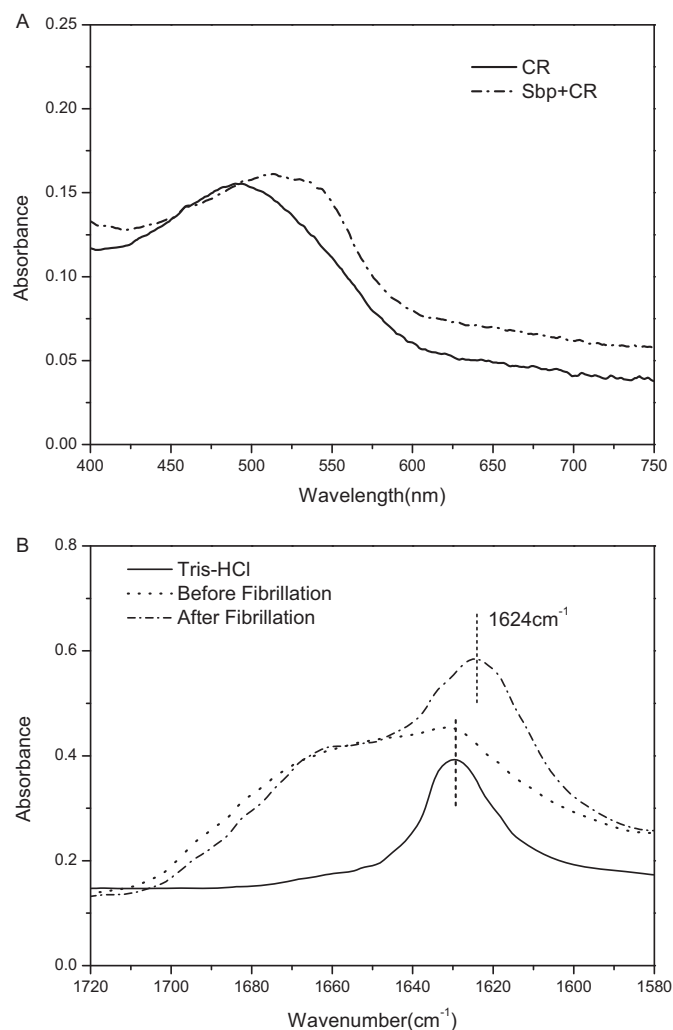 A
0.25
0.20
0.15
0.10
0.05
0.00
Absorbance
CR
Sbp+CR
400 450 500 550 600 650 700 750
Wavelength(nm)
B
0.8
0.6
0.4
0.2
0.0
Absorbance
Tris-HCl
Before Fibrillation
After Fibrillation
1624cm⁻¹
1720 1700 1680 1660 1640 1620 1600 1580
Wavenumber(cm⁻¹)